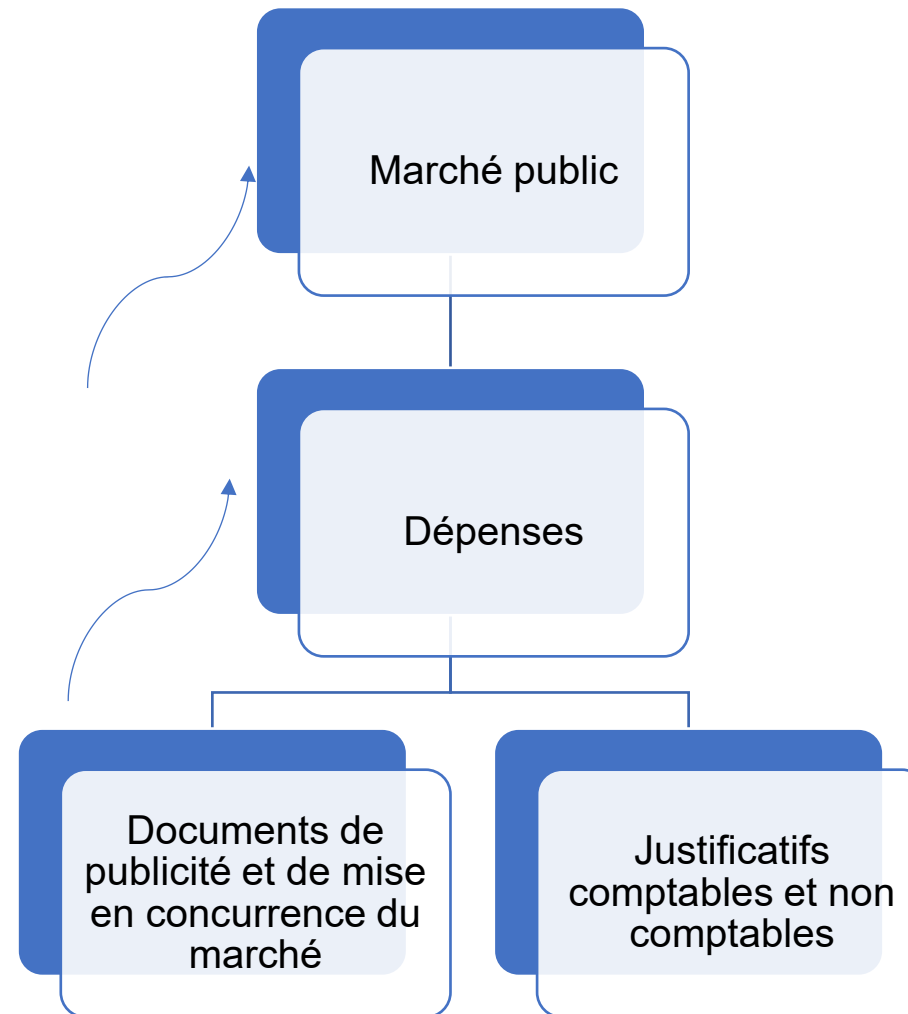 Marché public
Dépenses
Documents de
publicité et de mise
en concurrence du
marché
Justificatifs
comptables et non
comptables